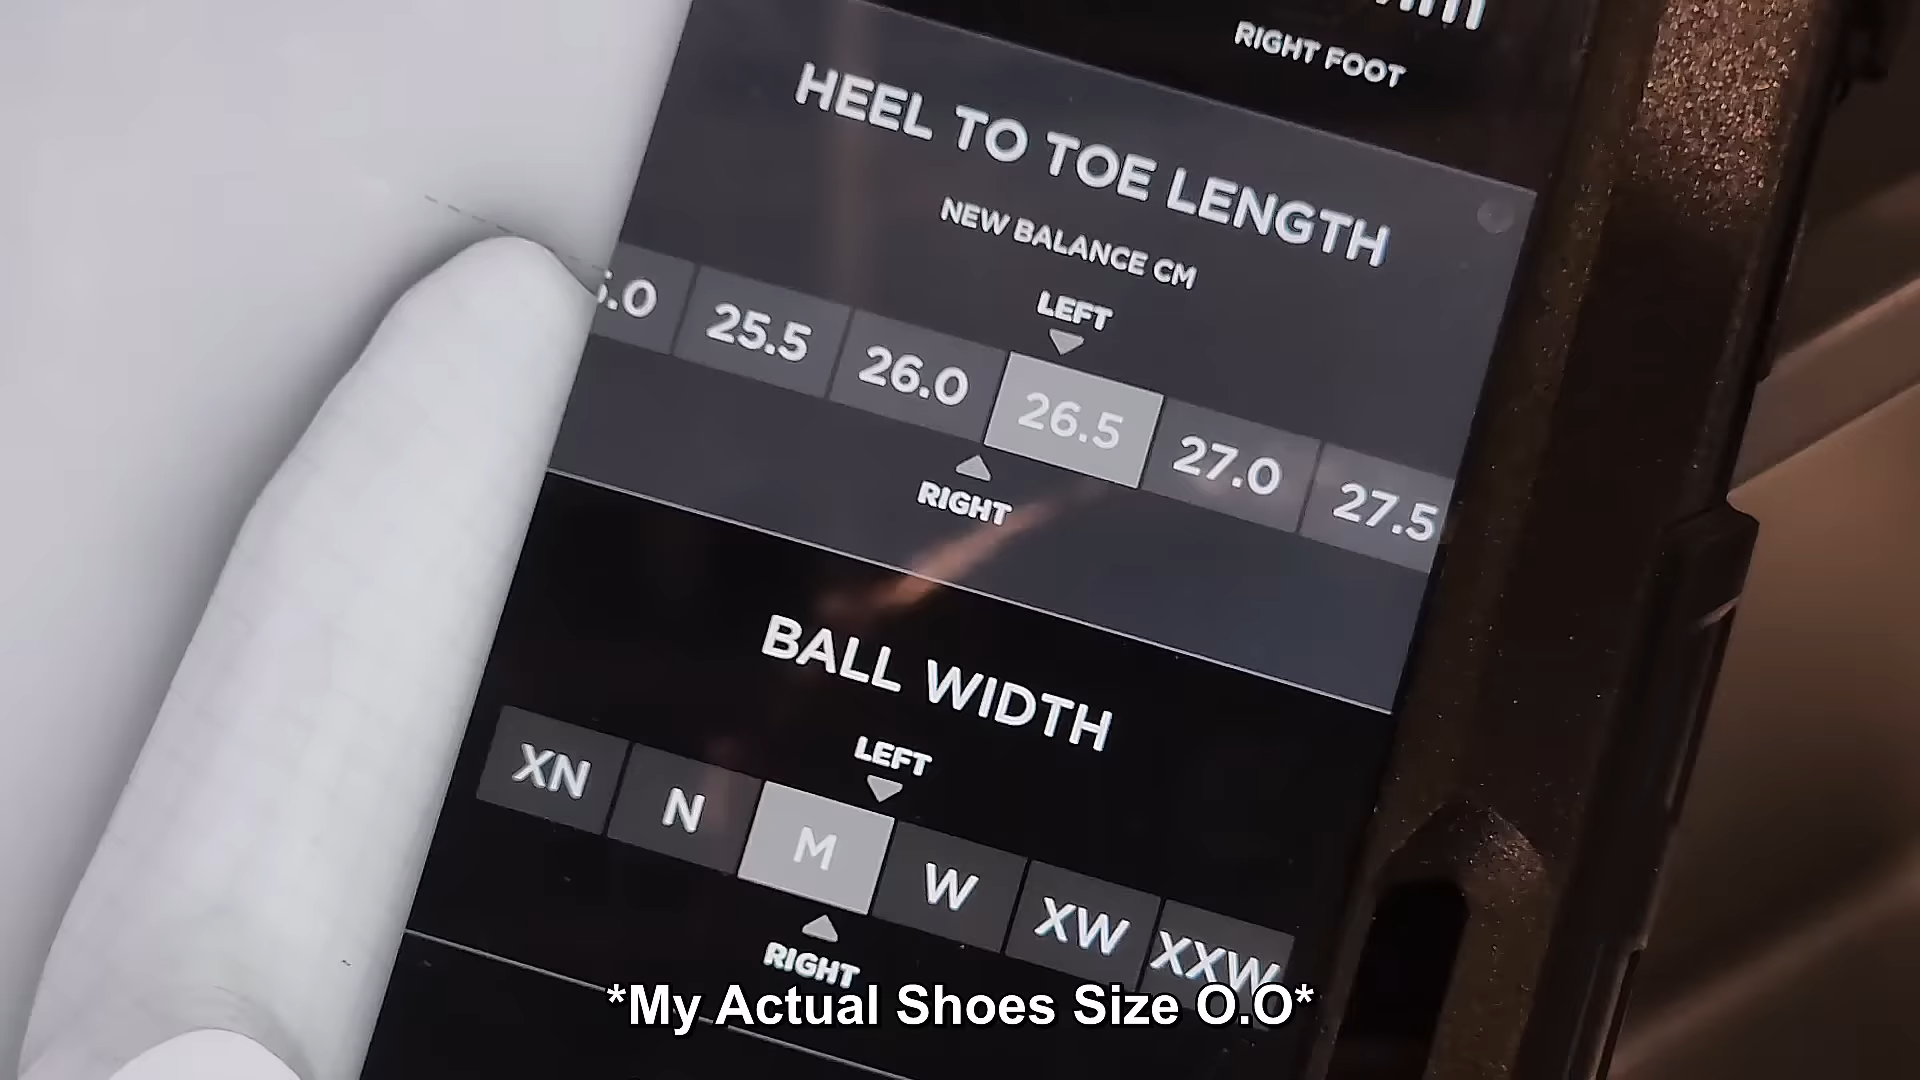 RIGHT FOOT
HEEL TO TOE LENGTH
NEW BALANCE CM
LEFT
25.5 26.0 26.5 27.0 27.5
RIGHT
BALL WIDTH
LEFT
XN N M W XW XXW
RIGHT
*My Actual Shoes Size O.O*